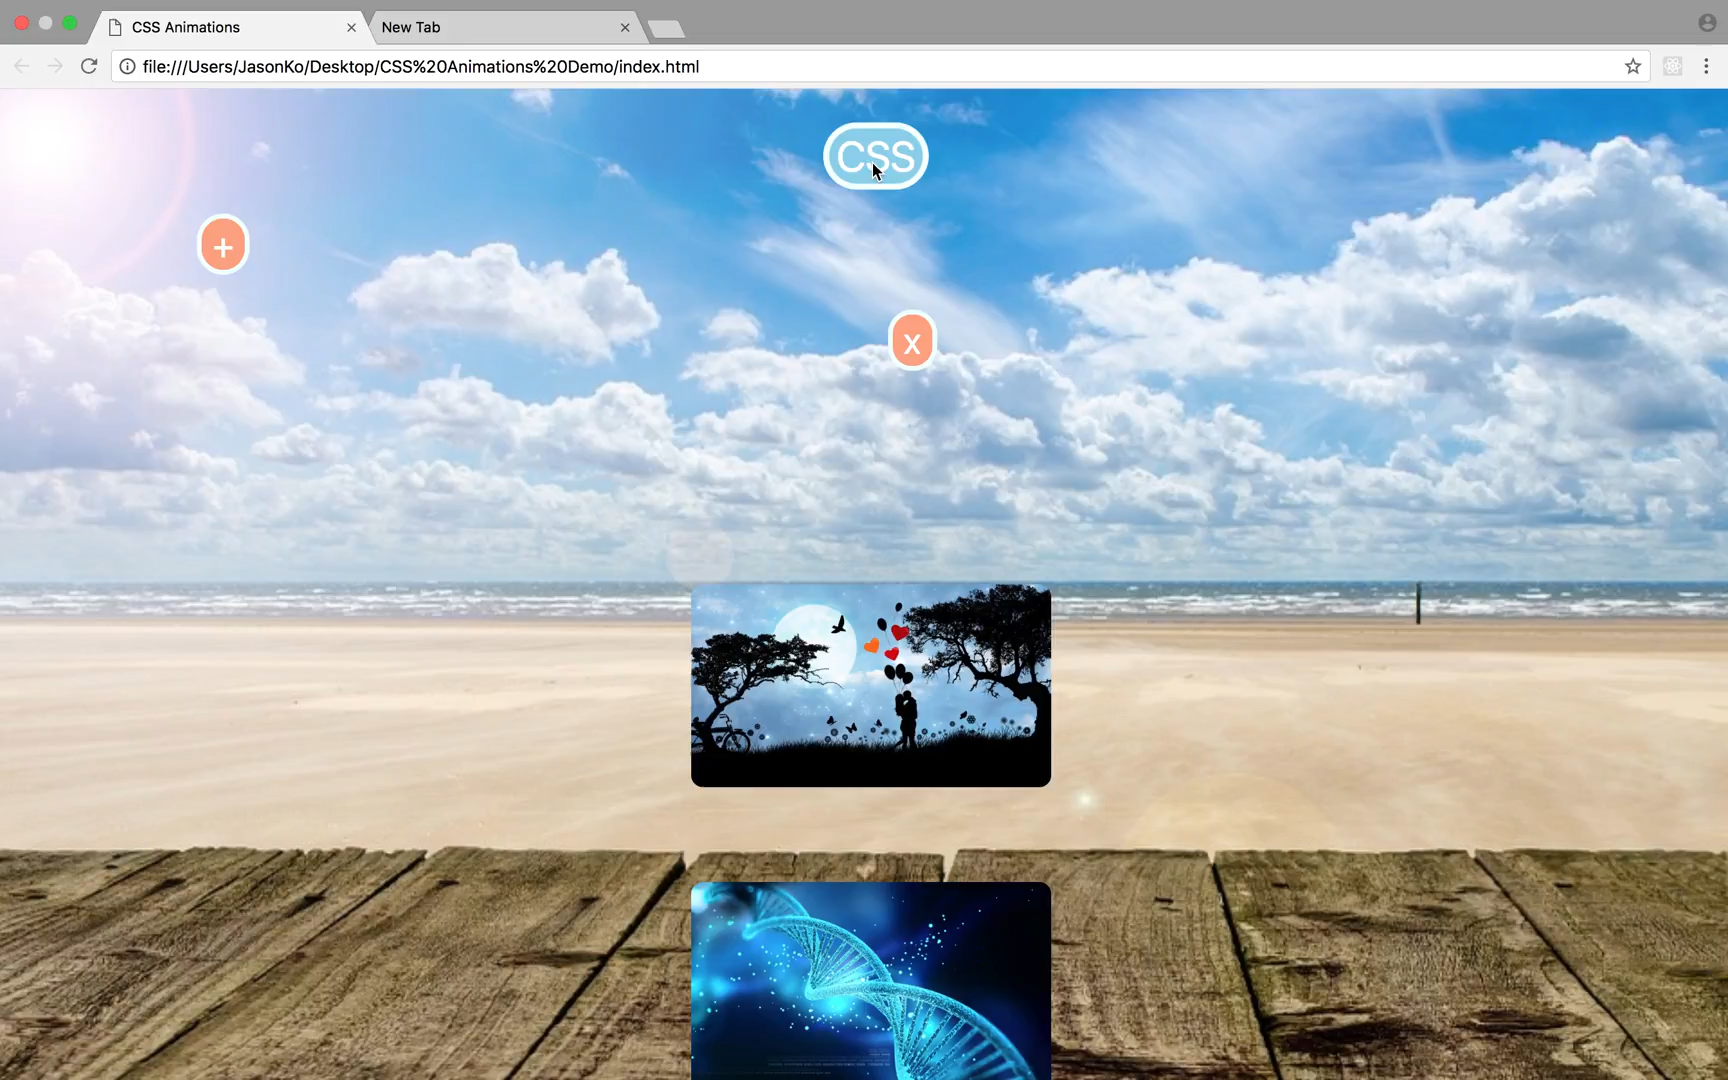 CSS Animations
New Tab
file:///Users/JasonKo/Desktop/CSS%20Animations%20Demo/index.html
CSS
+
x